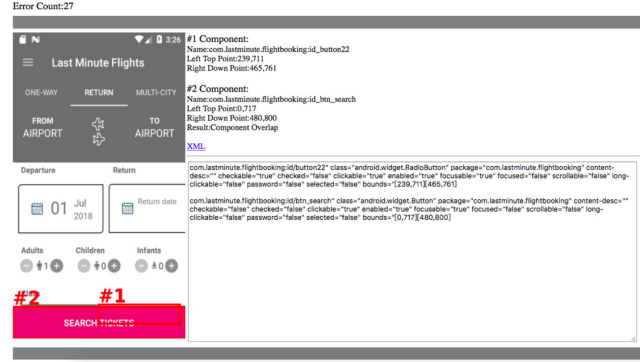 Error Count:27
3:26
Last Minute Flights
ONE-WAY RETURN MULTI-CITY
FROM TO
AIRPORT AIRPORT
Departure Return
01 Jul 2018 Return date
Adults Children Infants
1 0 0
#2 #1
SEARCH TICKETS
#1 Component:
Name:com.lastminute.flightbooking:id_button22
Left Top Point:239,711
Right Down Point:465,761
#2 Component:
Name:com.lastminute.flightbooking:id_btn_search
Left Top Point:0,717
Right Down Point:480,800
Result:Component Overlap
XML
com.lastminute.flightbooking:id/button22" class="android.widget.RadioButton" package="com.lastminute.flightbooking" content-
desc="" checkable="true" checked="false" clickable="true" enabled="true" focusable="true" focused="false" scrollable="false" long-
clickable="false" password="false" selected="false" bounds="[239,711][465,761]
com.lastminute.flightbooking:id/btn_search" class="android.widget.Button" package="com.lastminute.flightbooking" content-desc=""
checkable="false" checked="false" clickable="true" enabled="true" focusable="true" focused="false" scrollable="false" long-
clickable="false" password="false" selected="false" bounds="[0,717][480,800]